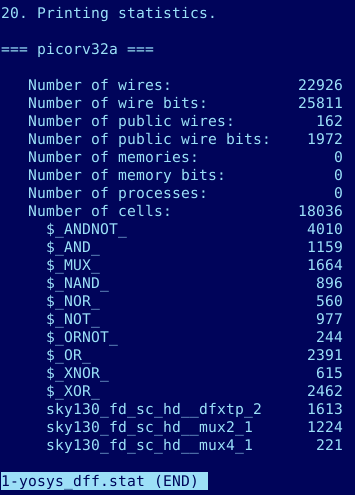 20. Printing statistics.
=== picorv32a ===
Number of wires: 22926
Number of wire bits: 25811
Number of public wires: 162
Number of public wire bits: 1972
Number of memories: 0
Number of memory bits: 0
Number of processes: 0
Number of cells: 18036
$_ANDNOT_ 4010
$_AND_ 1159
$_MUX_ 1664
$_NAND_ 896
$_NOR_ 560
$_NOT_ 977
$_ORNOT_ 244
$_OR_ 2391
$_XNOR_ 615
$_XOR_ 2462
sky130_fd_sc_hd__dfxtp_2 1613
sky130_fd_sc_hd__mux2_1 1224
sky130_fd_sc_hd__mux4_1 221
1-yosys_dff.stat (END)